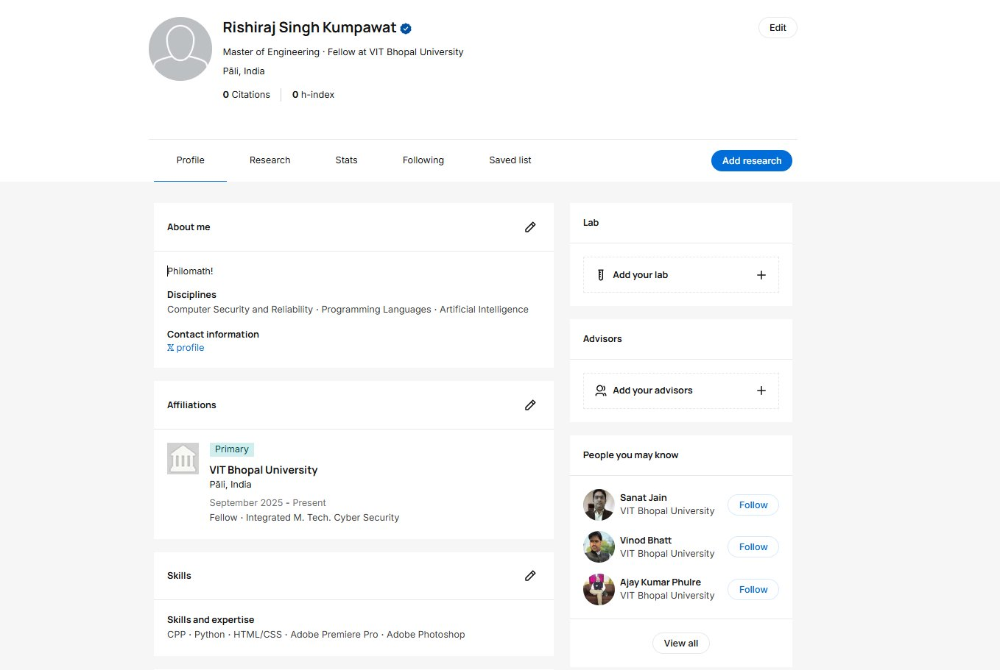 Rishiraj Singh Kumpawat
Edit
Master of Engineering · Fellow at VIT Bhopal University
Pāli, India
0 Citations
0 h-index
Profile
Research
Stats
Following
Saved list
Add research
About me
Philomath!
Disciplines
Computer Security and Reliability · Programming Languages · Artificial Intelligence
Contact information
𝕏 profile
Affiliations
Primary
VIT Bhopal University
Pāli, India
September 2025 - Present
Fellow · Integrated M. Tech. Cyber Security
Skills
Skills and expertise
CPP · Python · HTML/CSS · Adobe Premiere Pro · Adobe Photoshop
Lab
Add your lab
Advisors
Add your advisors
People you may know
Sanat Jain
VIT Bhopal University
Follow
Vinod Bhatt
VIT Bhopal University
Follow
Ajay Kumar Phulre
VIT Bhopal University
Follow
View all